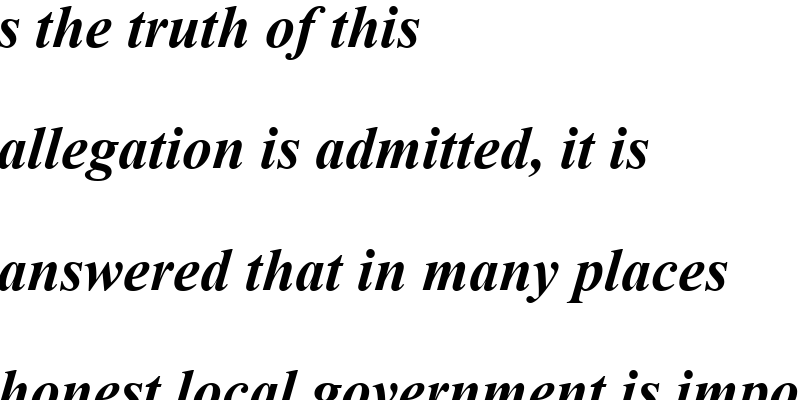 s the truth of this
allegation is admitted, it is
answered that in many places
honest local government is impo